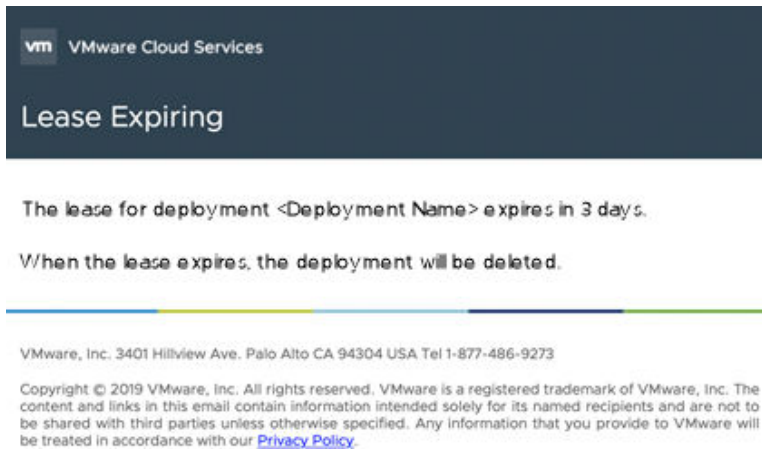 vm VMware Cloud Services
Lease Expiring
The lease for deployment <Deployment Name> expires in 3 days.
When the lease expires, the deployment will be deleted.
VMware, Inc. 3401 Hillview Ave. Palo Alto CA 94304 USA Tel 1-877-486-9273
Copyright © 2019 VMware, Inc. All rights reserved. VMware is a registered trademark of VMware, Inc. The
content and links in this email contain information intended solely for its named recipients and are not to
be shared with third parties unless otherwise specified. Any information that you provide to VMware will
be treated in accordance with our Privacy Policy.